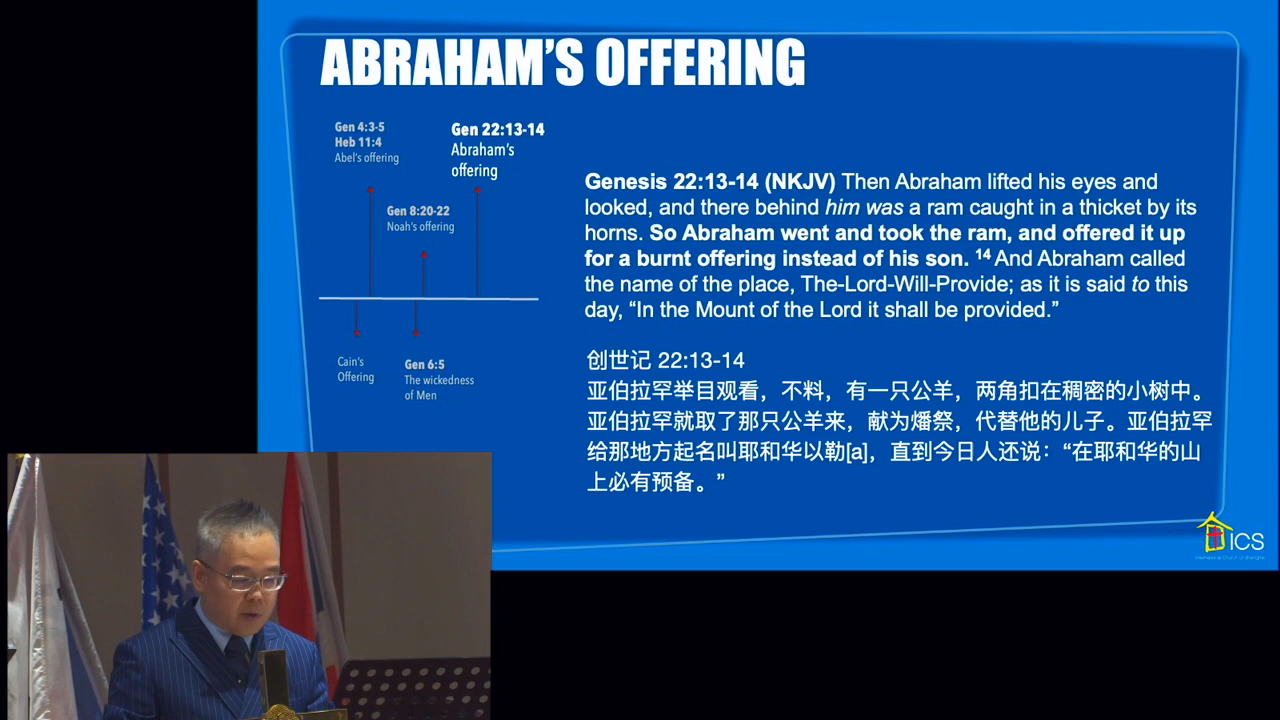 ABRAHAM'S OFFERING
Gen 4:3-5
Heb 11:4
Abel's offering
Gen 22:13-14
Abraham's
offering
Gen 8:20-22
Noah's offering
Cain's
Offering
Gen 6:5
The wickedness
of Men
Genesis 22:13-14 (NKJV) Then Abraham lifted his eyes and
looked, and there behind him was a ram caught in a thicket by its
horns. So Abraham went and took the ram, and offered it up
for a burnt offering instead of his son. 14 And Abraham called
the name of the place, The-Lord-Will-Provide; as it is said to this
day, “In the Mount of the Lord it shall be provided.”
创世记 22:13-14
亚伯拉罕举目观看，不料，有一只公羊，两角扣在稠密的小树中。
亚伯拉罕就取了那只公羊来，献为燔祭，代替他的儿子。亚伯拉罕
给那地方起名叫耶和华以勒[a]，直到今日人还说：“在耶和华的山
上必有预备。”
ICS